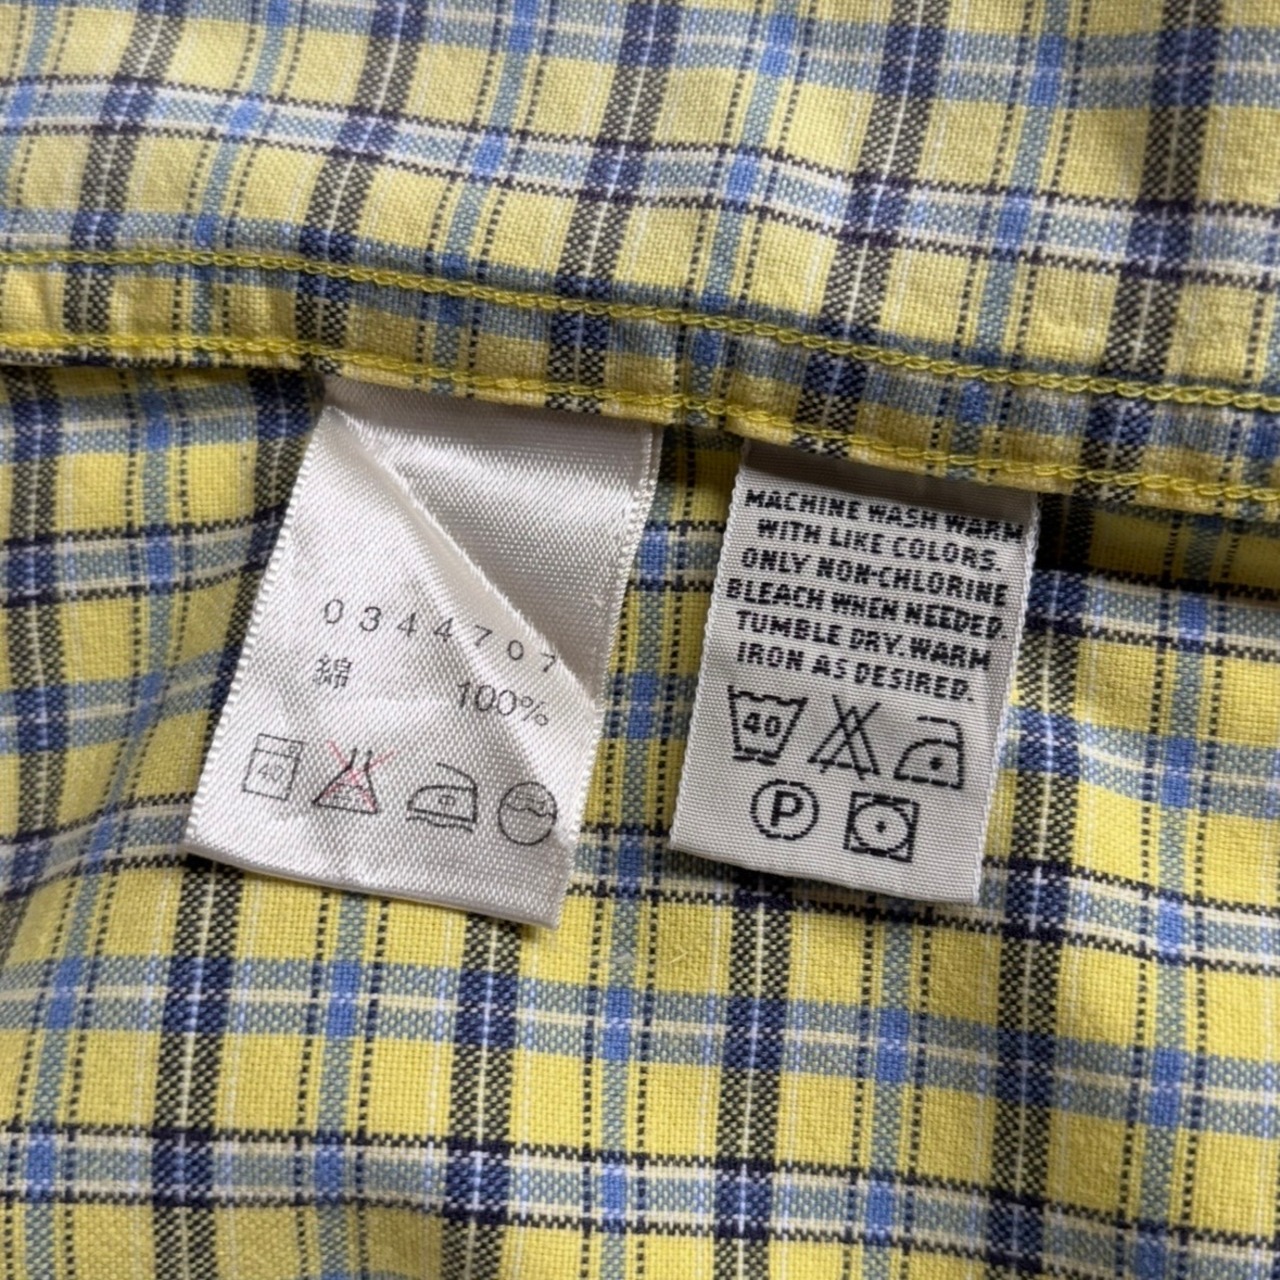 0344707
綿 100%
40
MACHINE WASH WARM
WITH LIKE COLORS.
ONLY NON-CHLORINE
BLEACH WHEN NEEDED.
TUMBLE DRY. WARM
IRON AS DESIRED.
40
P